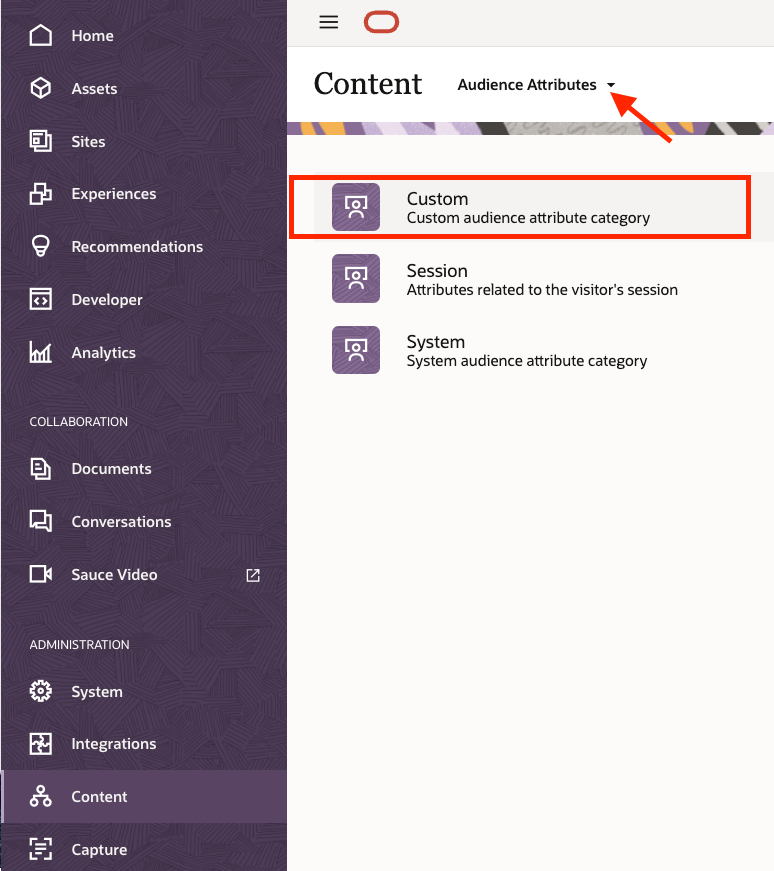 Home
Assets
Sites
Experiences
Recommendations
Developer
Analytics
COLLABORATION
Documents
Conversations
Sauce Video
ADMINISTRATION
System
Integrations
Content
Capture
Content
Audience Attributes
Custom
Custom audience attribute category
Session
Attributes related to the visitor's session
System
System audience attribute category